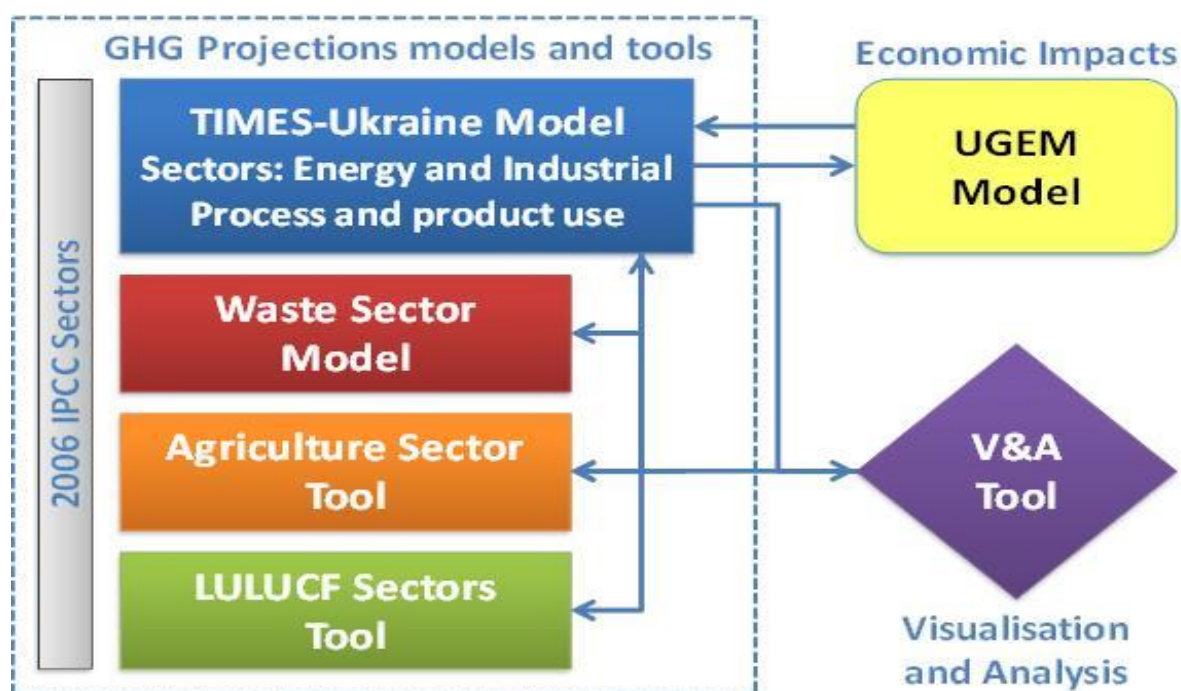 GHG Projections models and tools
2006 IPCC Sectors
TIMES-Ukraine Model
Sectors: Energy and Industrial
Process and product use
Waste Sector
Model
Agriculture Sector
Tool
LULUCF Sectors
Tool
Economic Impacts
UGEM
Model
V&A
Tool
Visualisation
and Analysis